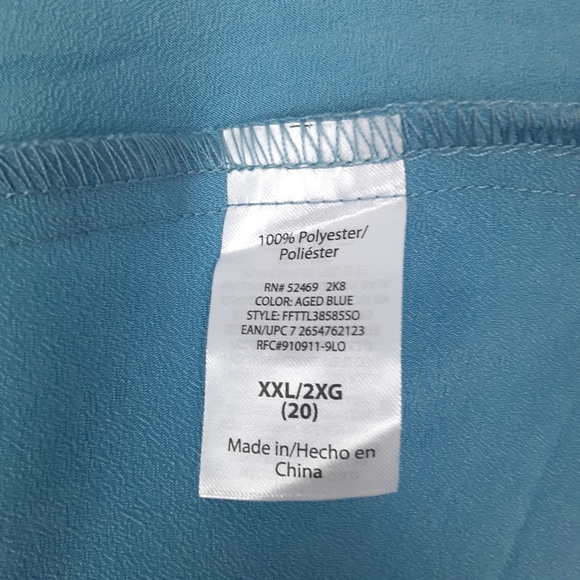 100% Polyester/
Poliéster
RN# 52469 2K8
COLOR: AGED BLUE
STYLE: FFTTL38585SO
EAN/UPC 7 2654762123
RFC#910911-9LO
XXL/2XG
(20)
Made in/Hecho en
China